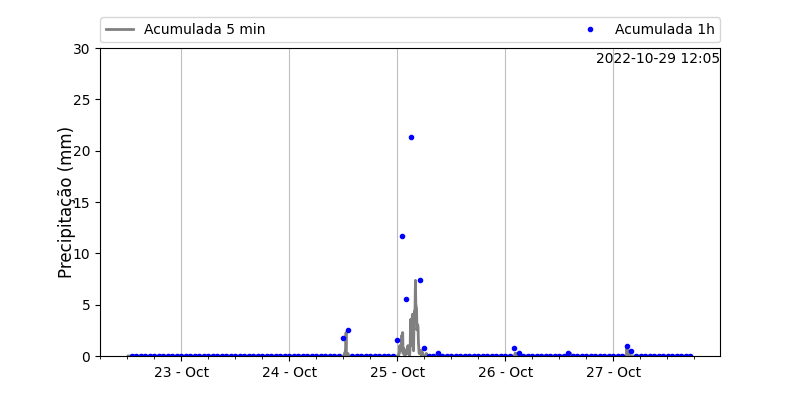 Acumulada 5 min
Acumulada 1h
2022-10-29 12:05
Precipitação (mm)
30
25
20
15
10
5
0
23 - Oct
24 - Oct
25 - Oct
26 - Oct
27 - Oct